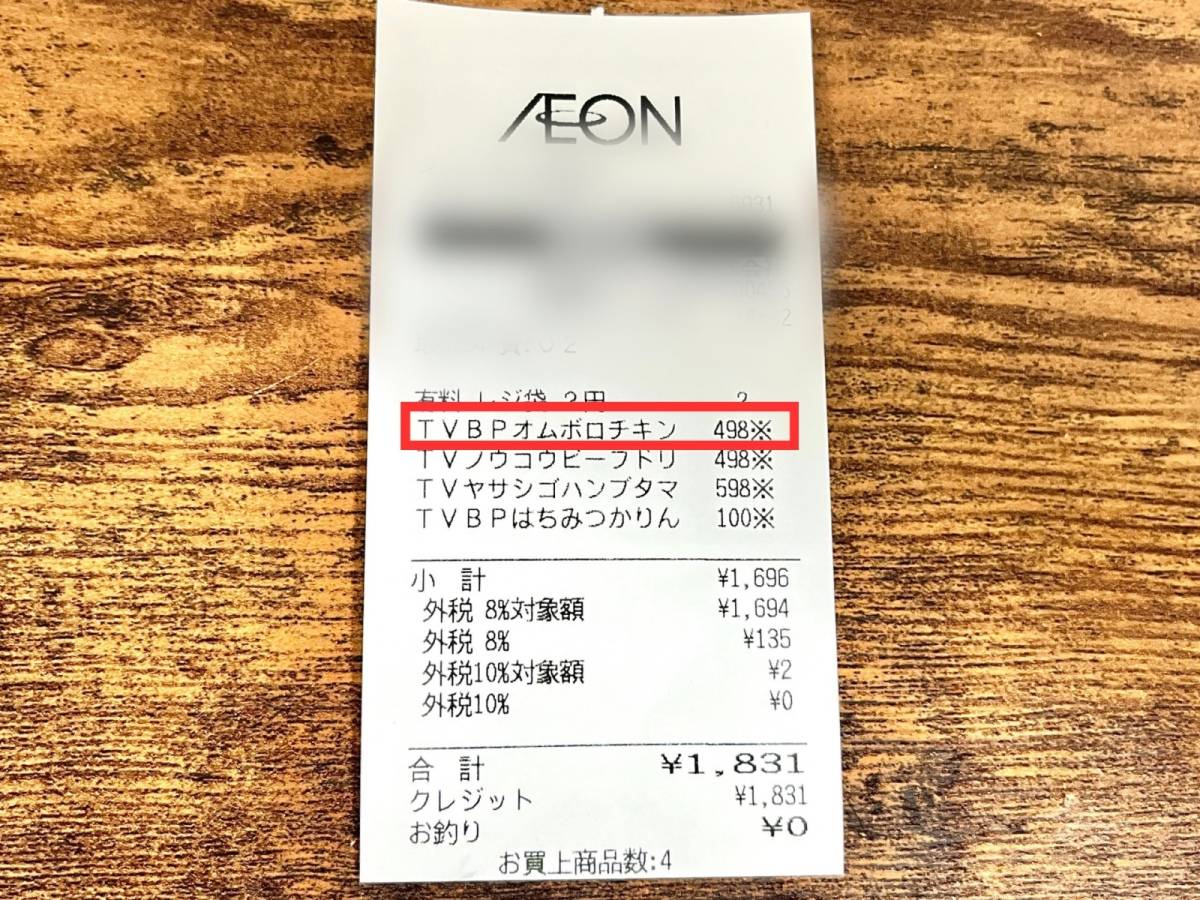 ÆON
有料 レジ袋 2円 2
TVBPオムボロチキン 498※
TVノウコウビーフドリ 498※
TVヤサシゴハンブタマ 598※
TVBPはちみつかりん 100※
小 計 ¥1,696
外税 8%対象額 ¥1,694
外税 8% ¥135
外税10%対象額 ¥2
外税10% ¥0
合 計 ¥1,831
クレジット ¥1,831
お釣り ¥0
お買上商品数:4